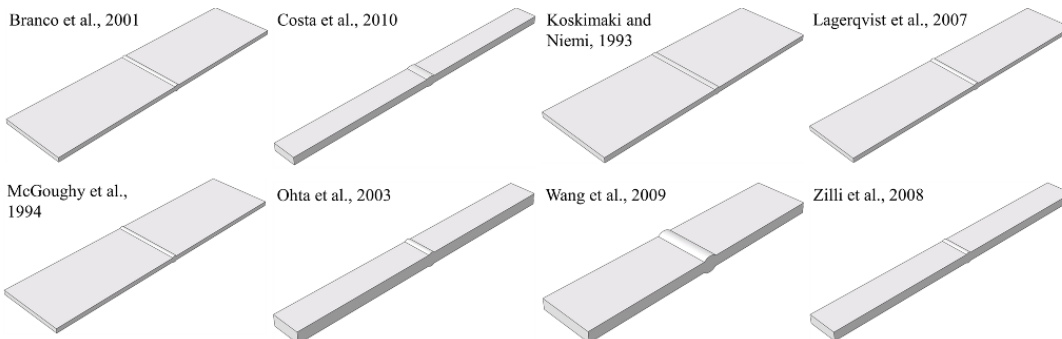 Branco et al., 2001
Costa et al., 2010
Koskimaki and
Niemi, 1993
Lagerqvist et al., 2007
McGoughy et al.,
1994
Ohta et al., 2003
Wang et al., 2009
Zilli et al., 2008